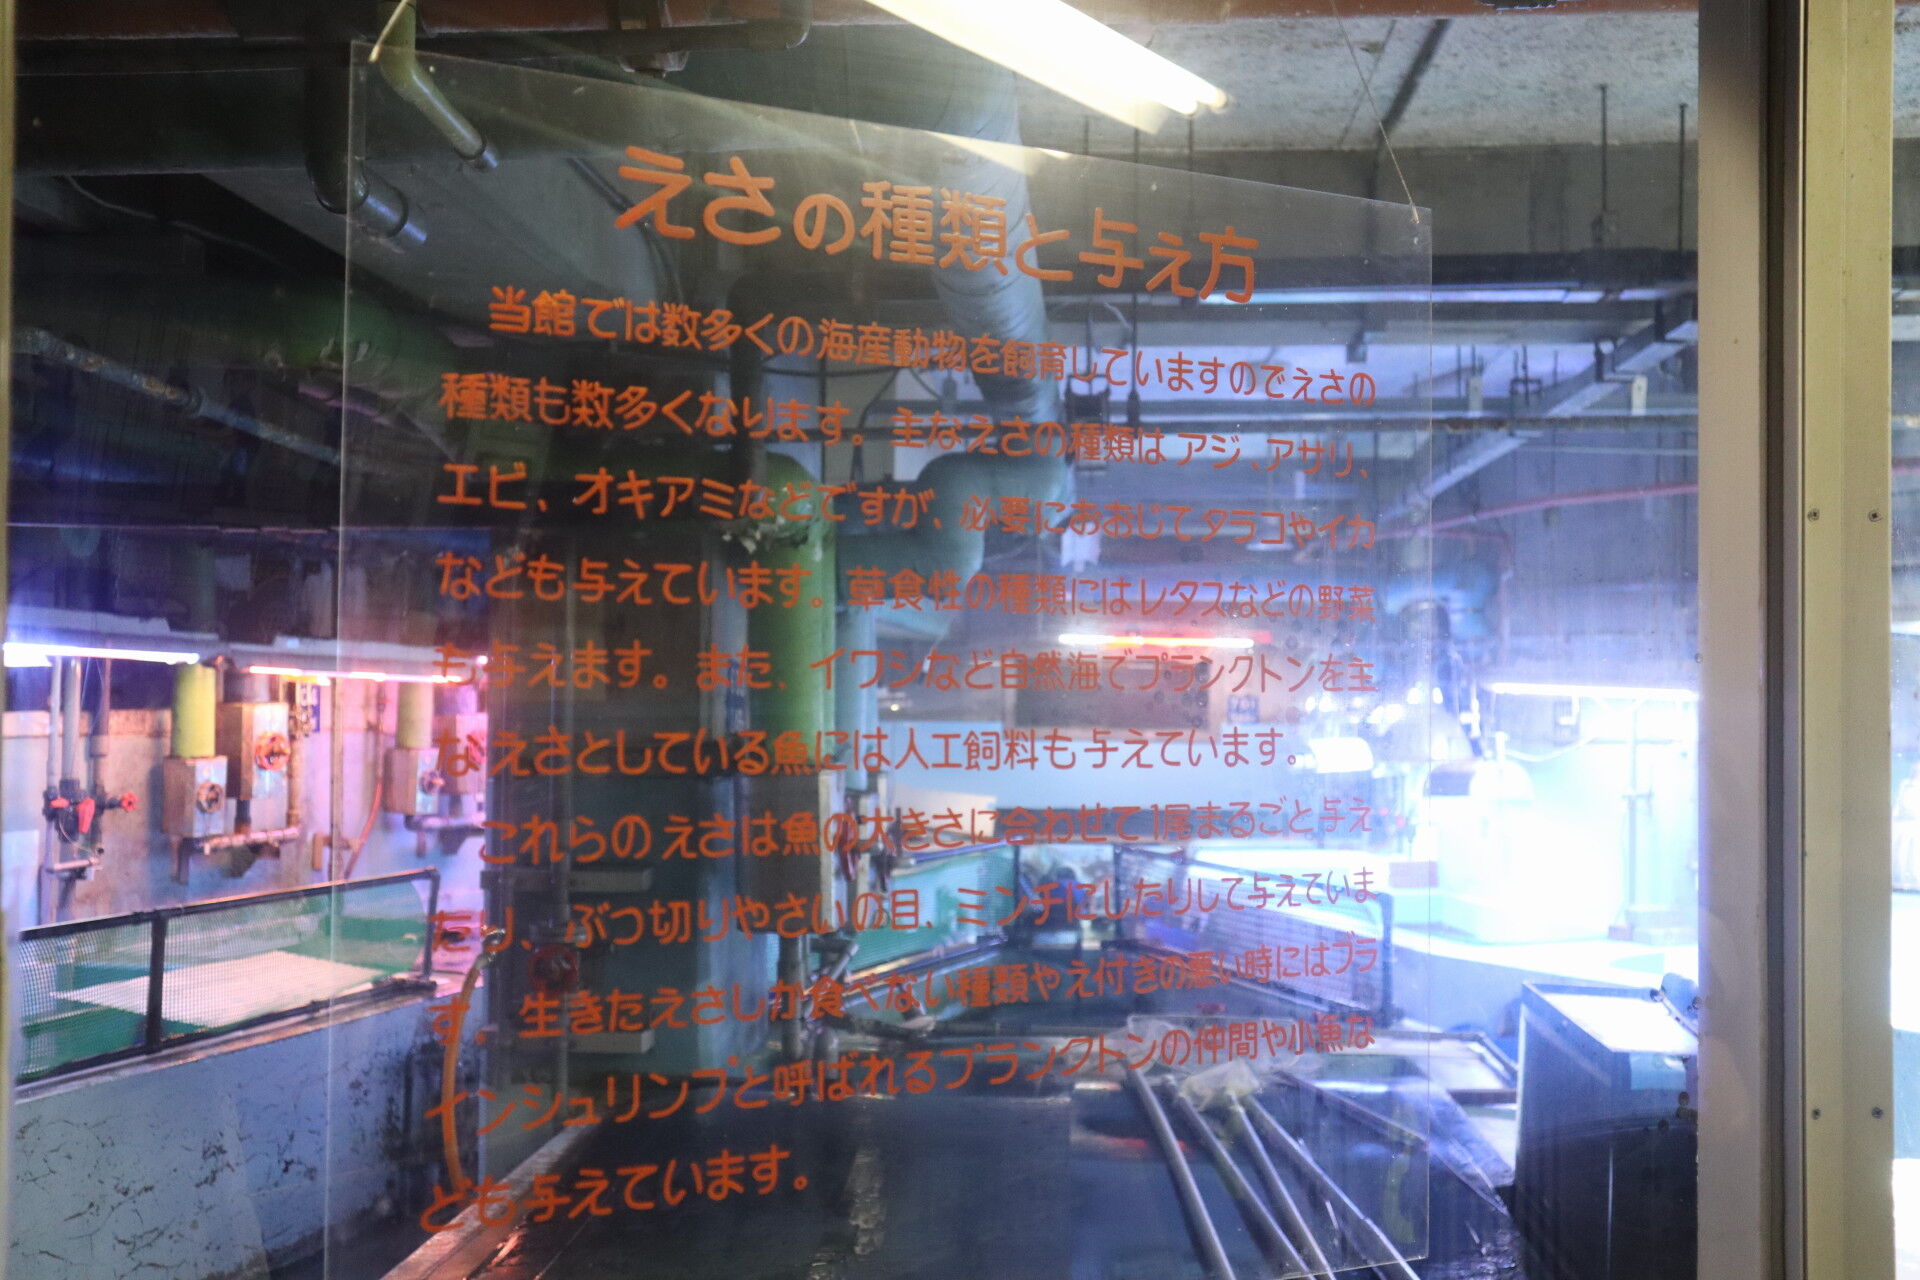 えさの種類と与え方
当館では数多くの海産動物を飼育していますのでえさの
種類も数多くなります。主なえさの種類はアジ、アサリ、
エビ、オキアミなどですが、必要におおじてタラコやイカ
なども与えています。草食性の種類にはレタスなどの野菜
も与えます。また、イワシなど自然海でプランクトンを主
なえさとしている魚には人工飼料も与えています。
これらのえさは魚の大きさに合わせて1尾まるごと与え
たり、ぶつ切りやさいの目、ミンチにしたりして与えていま
す。生きたえさしか食べない種類やえ付きの悪い時にはブラ
インシュリンプと呼ばれるプランクトンの仲間や小魚な
ども与えています。